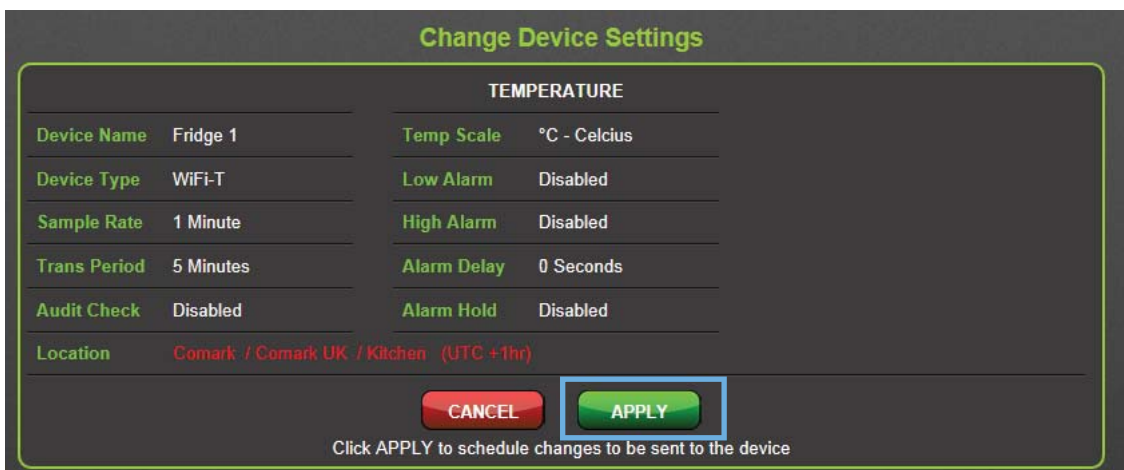 Change Device Settings
TEMPERATURE
Device Name Fridge 1 Temp Scale °C - Celcius
Device Type WiFi-T Low Alarm Disabled
Sample Rate 1 Minute High Alarm Disabled
Trans Period 5 Minutes Alarm Delay 0 Seconds
Audit Check Disabled Alarm Hold Disabled
Location Comark / Comark UK / Kitchen (UTC +1hr)
CANCEL APPLY
Click APPLY to schedule changes to be sent to the device